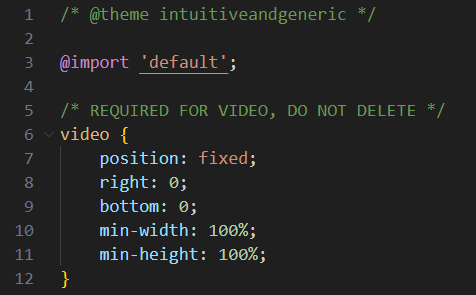 1 /* @theme intuitiveandgeneric */
2
3 @import 'default';
4
5 /* REQUIRED FOR VIDEO, DO NOT DELETE */
6 video {
7     position: fixed;
8     right: 0;
9     bottom: 0;
10     min-width: 100%;
11     min-height: 100%;
12 }